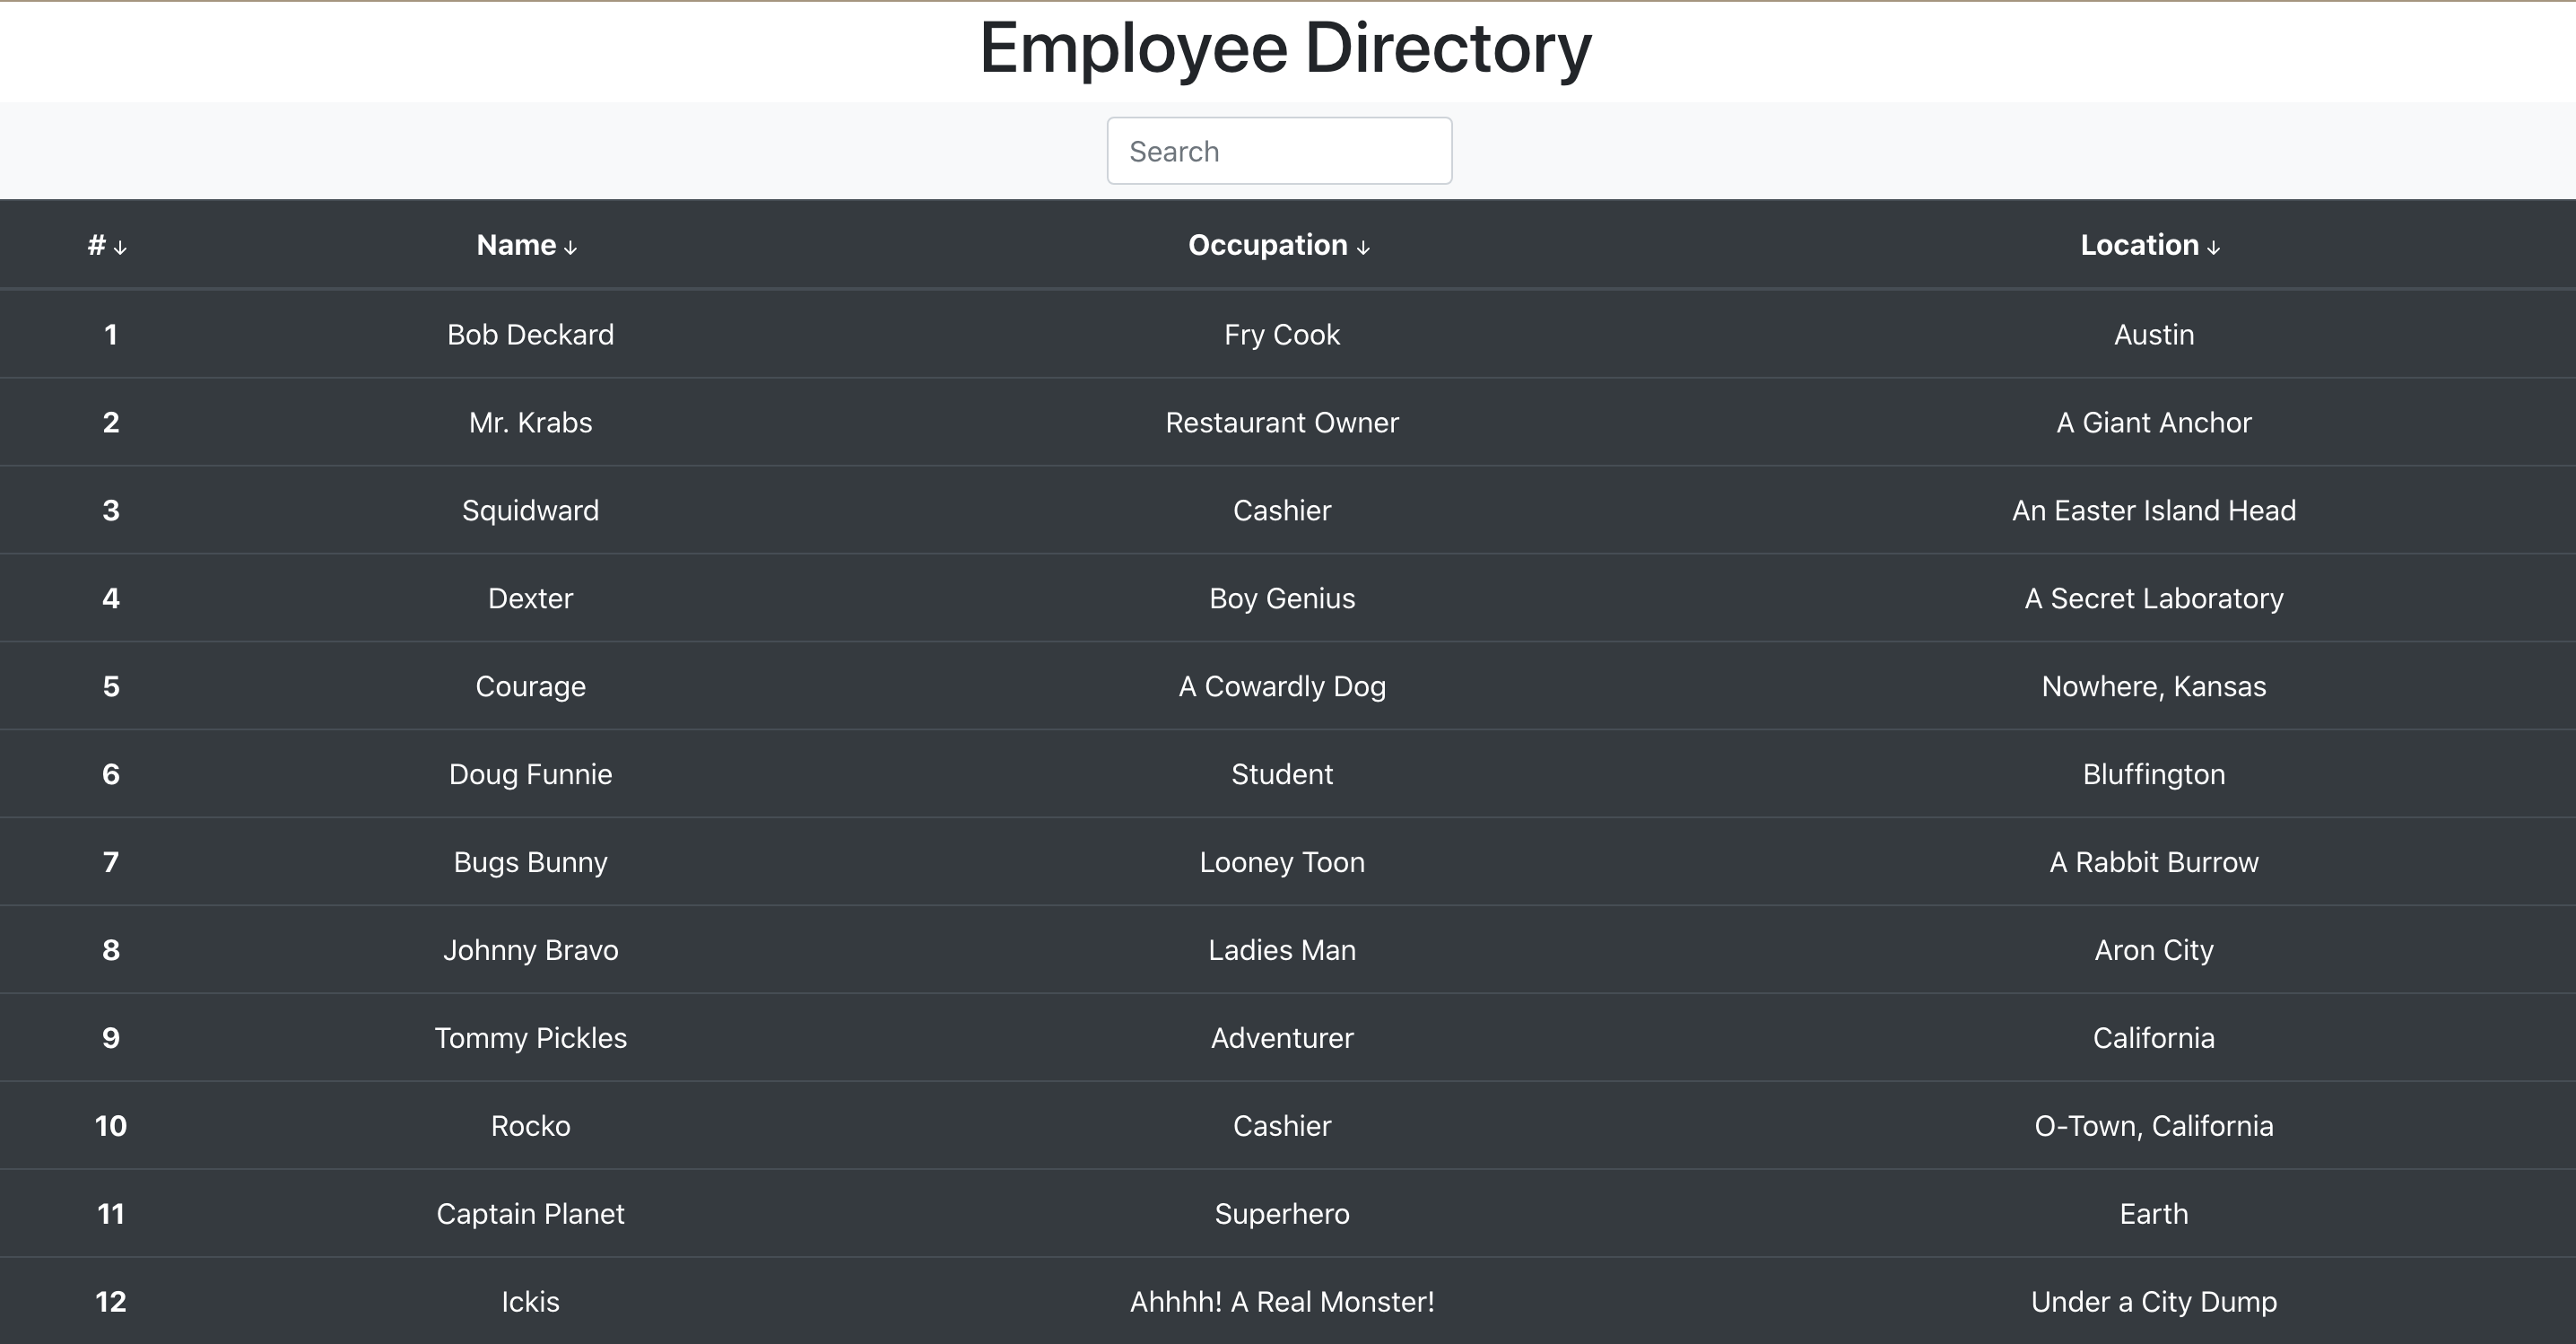 Employee Directory
Search
# ↓ Name ↓ Occupation ↓ Location ↓
1 Bob Deckard Fry Cook Austin
2 Mr. Krabs Restaurant Owner A Giant Anchor
3 Squidward Cashier An Easter Island Head
4 Dexter Boy Genius A Secret Laboratory
5 Courage A Cowardly Dog Nowhere, Kansas
6 Doug Funnie Student Bluffington
7 Bugs Bunny Looney Toon A Rabbit Burrow
8 Johnny Bravo Ladies Man Aron City
9 Tommy Pickles Adventurer California
10 Rocko Cashier O-Town, California
11 Captain Planet Superhero Earth
12 Ickis Ahhhh! A Real Monster! Under a City Dump